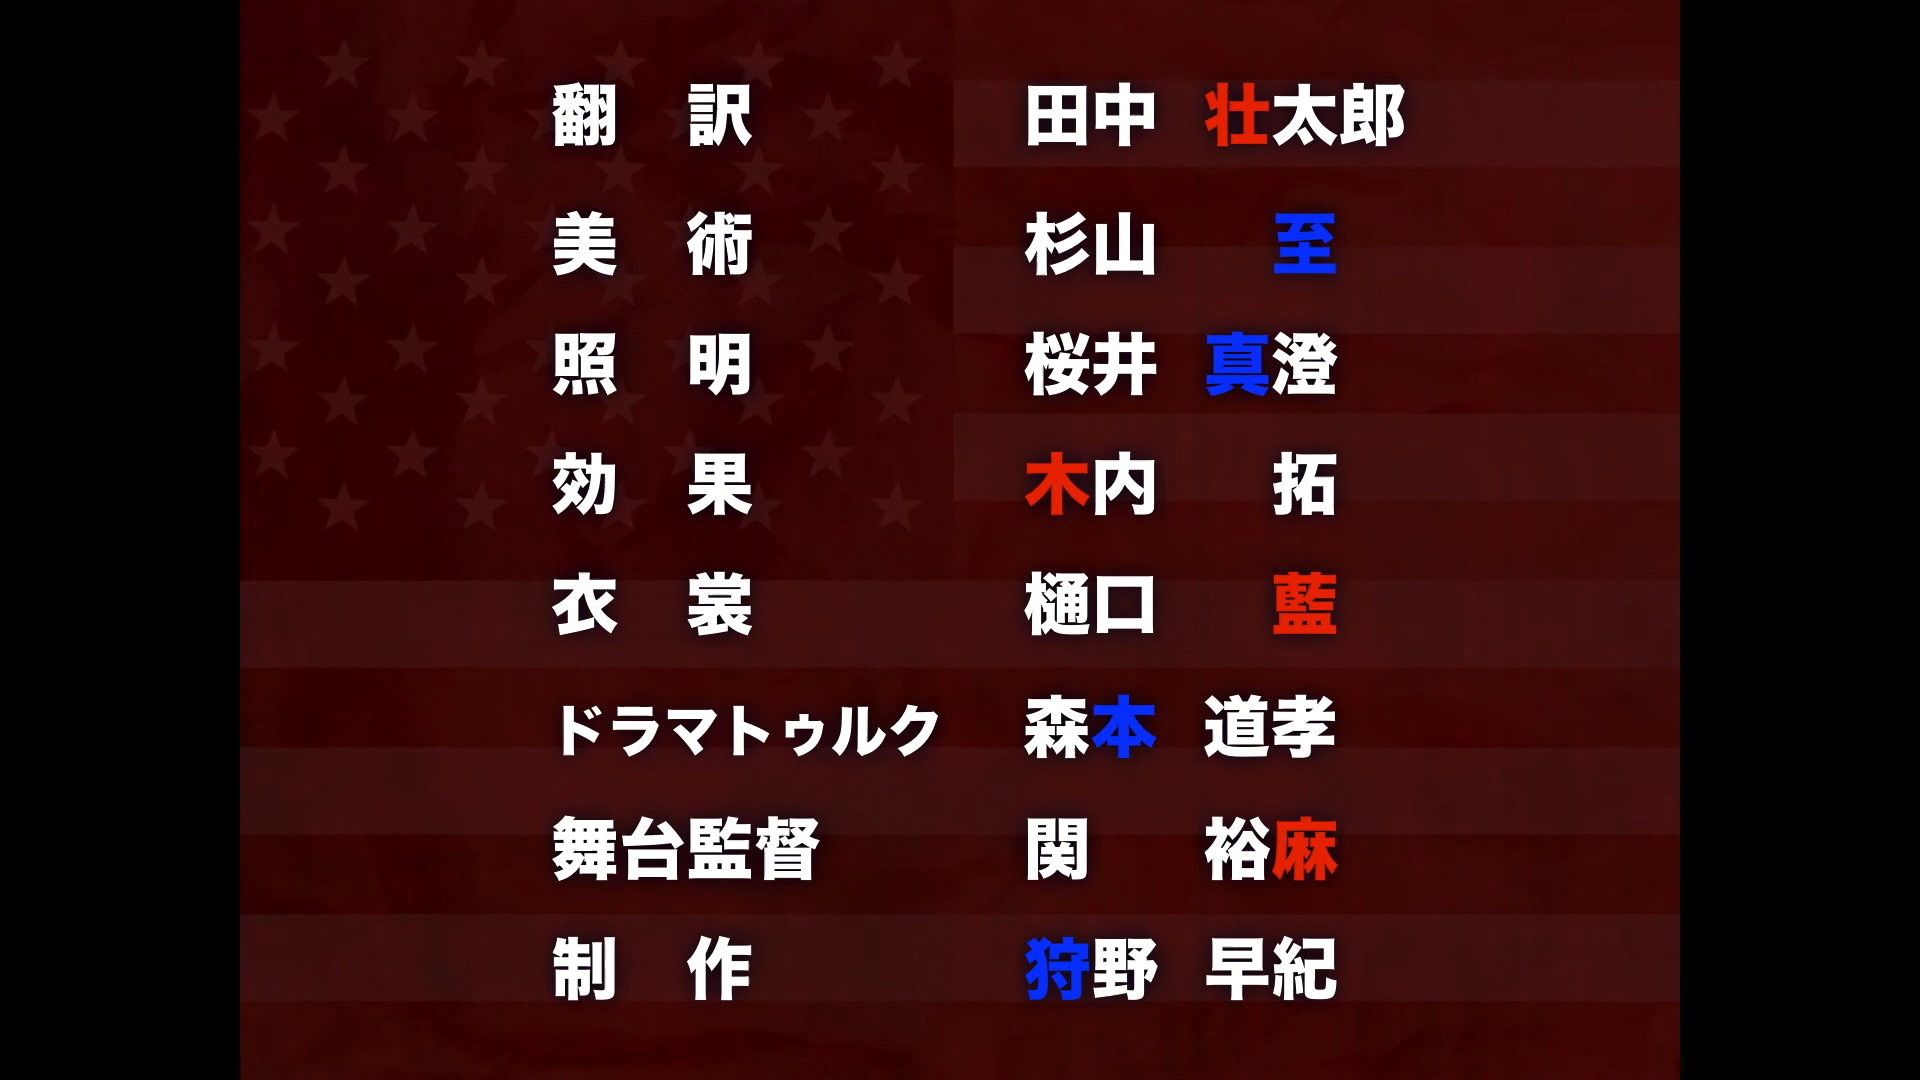 翻　訳　田中 壮太郎
美　術　杉山　至
照　明　桜井 真澄
効　果　木内　拓
衣　裳　樋口　藍
ドラマトゥルク　森本 道孝
舞台監督　関　裕麻
制　作　狩野 早紀